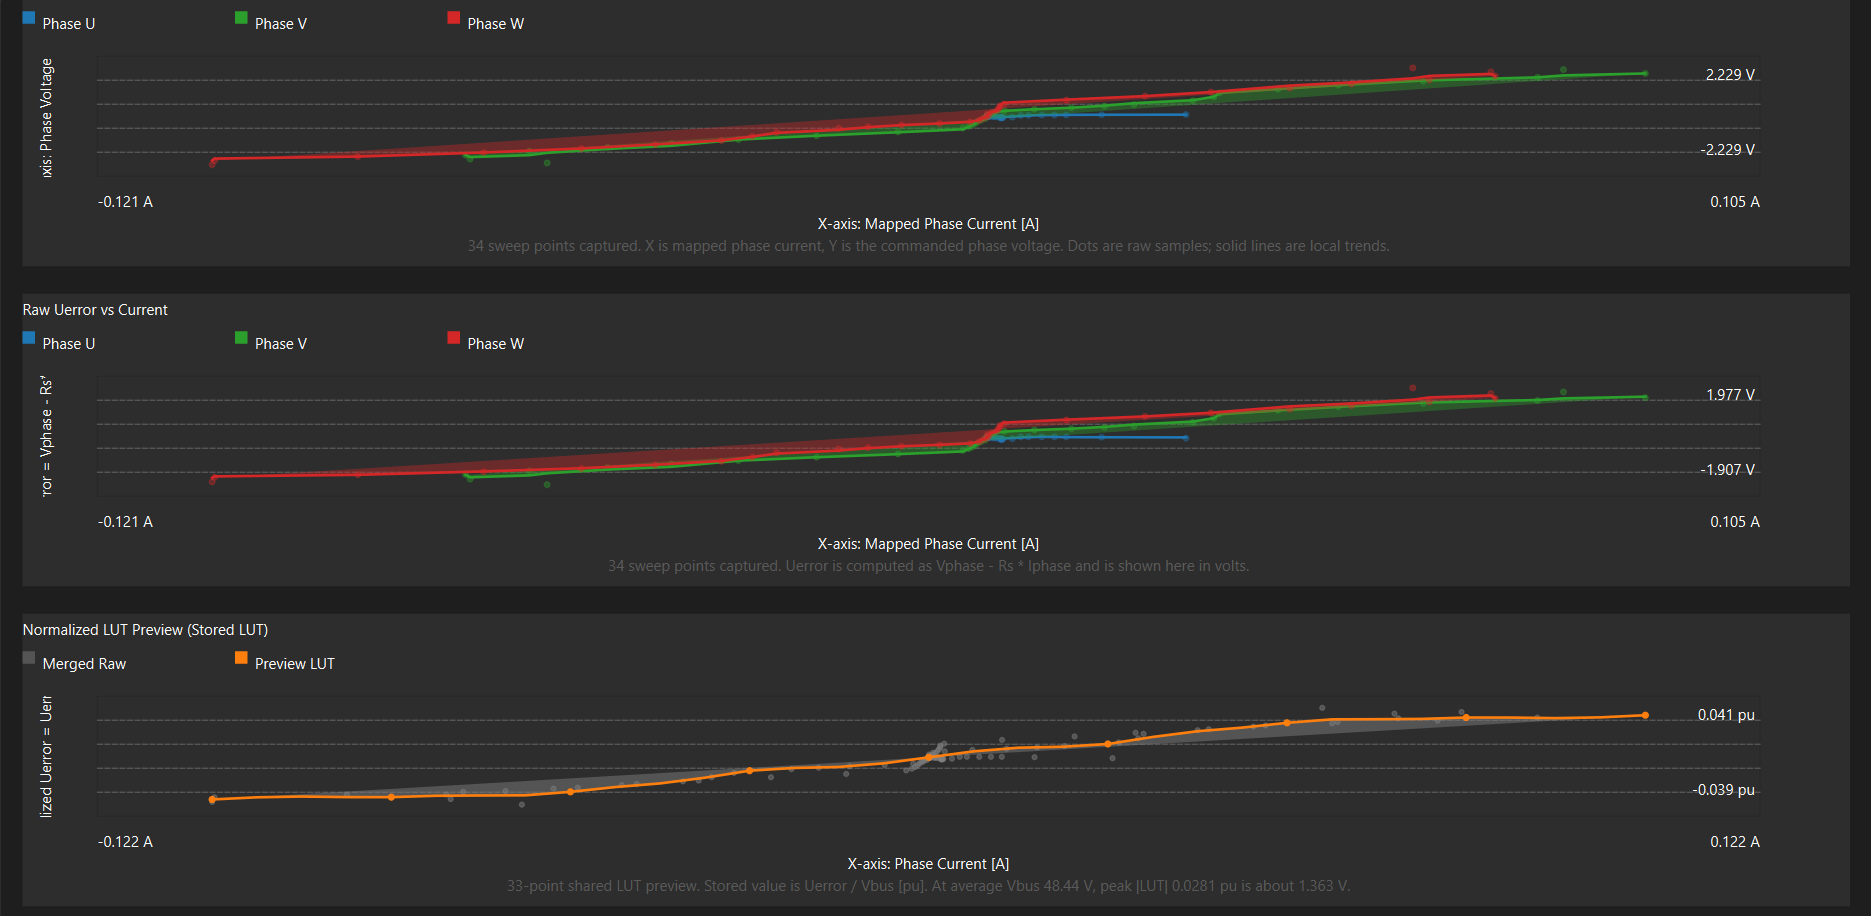 Phase U Phase V Phase W
xis: Phase Voltage
2.229 V
-2.229 V
-0.121 A 0.105 A
X-axis: Mapped Phase Current [A]
34 sweep points captured. X is mapped phase current, Y is the commanded phase voltage. Dots are raw samples; solid lines are local trends.
Raw Uerror vs Current
Phase U Phase V Phase W
ror = Vphase - Rs*
1.977 V
-1.907 V
-0.121 A 0.105 A
X-axis: Mapped Phase Current [A]
34 sweep points captured. Uerror is computed as Vphase - Rs * Iphase and is shown here in volts.
Normalized LUT Preview (Stored LUT)
Merged Raw Preview LUT
lized Uerror = Uerr
0.041 pu
-0.039 pu
-0.122 A 0.122 A
X-axis: Phase Current [A]
33-point shared LUT preview. Stored value is Uerror / Vbus [pu]. At average Vbus 48.44 V, peak |LUT| 0.0281 pu is about 1.363 V.